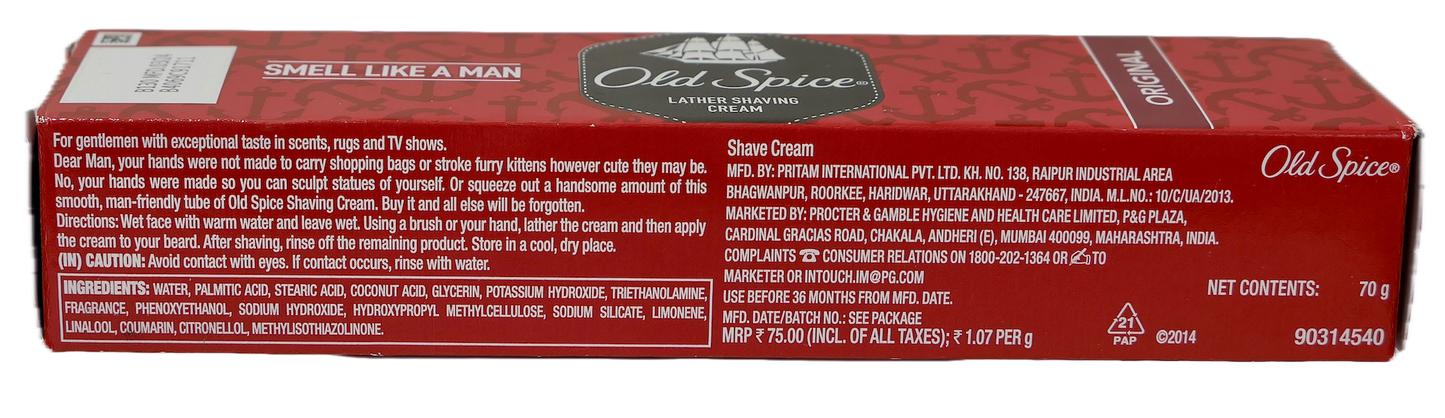 SMELL LIKE A MAN
Old Spice®
LATHER SHAVING
CREAM
ORIGINAL
For gentlemen with exceptional taste in scents, rugs and TV shows.
Dear Man, your hands were not made to carry shopping bags or stroke furry kittens however cute they may be.
No, your hands were made so you can sculpt statues of yourself. Or squeeze out a handsome amount of this
smooth, man-friendly tube of Old Spice Shaving Cream. Buy it and all else will be forgotten.
Directions: Wet face with warm water and leave wet. Using a brush or your hand, lather the cream and then apply
the cream to your beard. After shaving, rinse off the remaining product. Store in a cool, dry place.
(IN) CAUTION: Avoid contact with eyes. If contact occurs, rinse with water.
INGREDIENTS: WATER, PALMITIC ACID, STEARIC ACID, COCONUT ACID, GLYCERIN, POTASSIUM HYDROXIDE, TRIETHANOLAMINE,
FRAGRANCE, PHENOXYETHANOL, SODIUM HYDROXIDE, HYDROXYPROPYL METHYLCELLULOSE, SODIUM SILICATE, LIMONENE,
LINALOOL, COUMARIN, CITRONELLOL, METHYLISOTHIAZOLINONE.
Shave Cream
MFD. BY: PRITAM INTERNATIONAL PVT. LTD. KH. NO. 138, RAIPUR INDUSTRIAL AREA
BHAGWANPUR, ROORKEE, HARIDWAR, UTTARAKHAND - 247667, INDIA. M.L.NO.: 10/C/UA/2013.
MARKETED BY: PROCTER & GAMBLE HYGIENE AND HEALTH CARE LIMITED, P&G PLAZA,
CARDINAL GRACIAS ROAD, CHAKALA, ANDHERI (E), MUMBAI 400099, MAHARASHTRA, INDIA.
COMPLAINTS ☎ CONSUMER RELATIONS ON 1800-202-1364 OR ✍ TO
MARKETER OR INTOUCH.IM@PG.COM
USE BEFORE 36 MONTHS FROM MFD. DATE.
MFD. DATE/BATCH NO.: SEE PACKAGE
MRP ₹ 75.00 (INCL. OF ALL TAXES); ₹ 1.07 PER g
Old Spice®
NET CONTENTS: 70 g
21
PAP
©2014
90314540